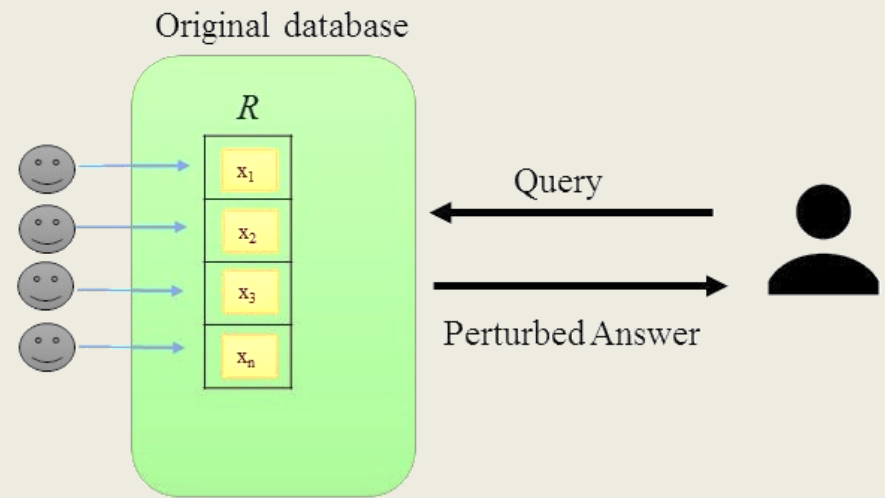 Original database
R
x₁
x₂
x₃
xₙ
Query
Perturbed Answer